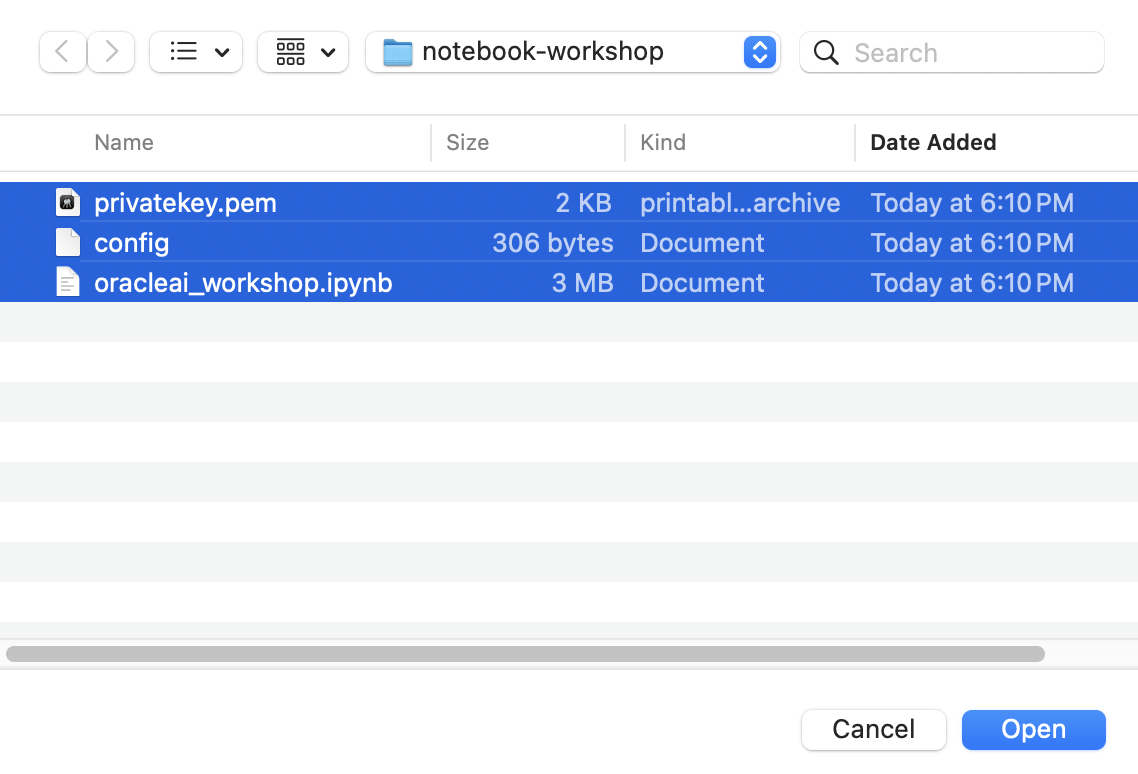 notebook-workshop Search
Name Size Kind Date Added
privatekey.pem 2 KB printabl...archive Today at 6:10 PM
config 306 bytes Document Today at 6:10 PM
oracleai_workshop.ipynb 3 MB Document Today at 6:10 PM
Cancel Open